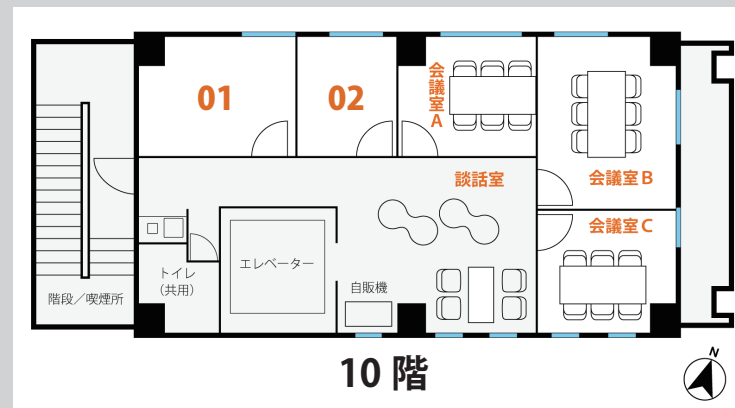 01
02
会議室A
談話室
会議室 B
会議室 C
エレベーター
トイレ
（共用）
自販機
階段／喫煙所
10 階
N